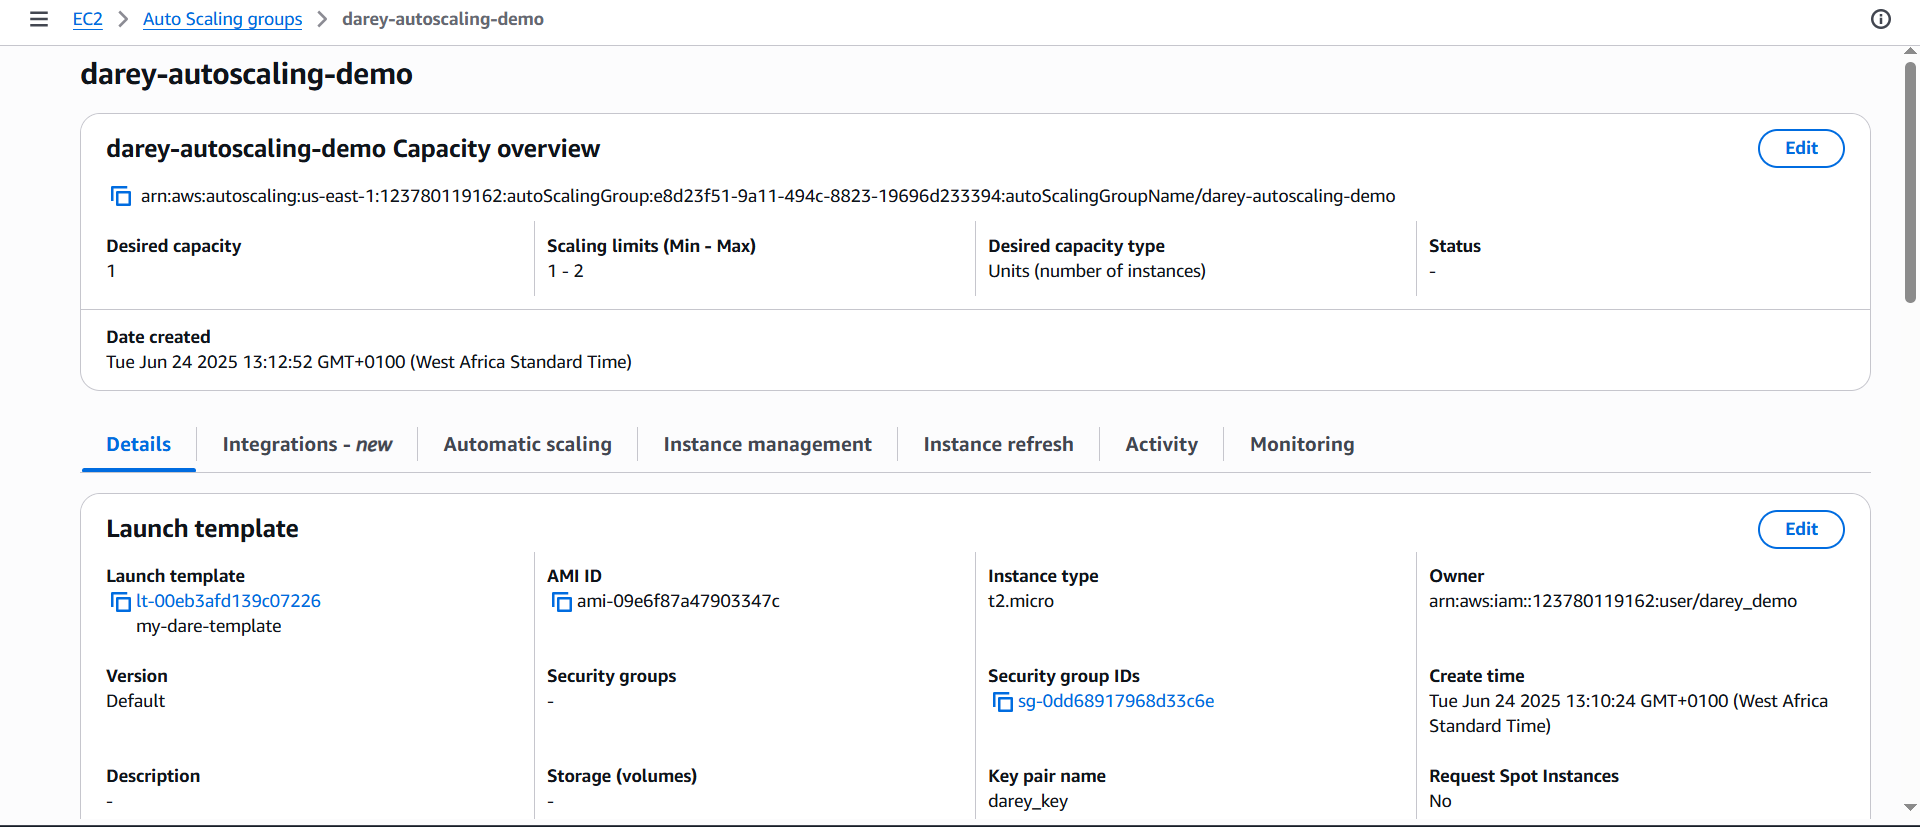 EC2 > Auto Scaling groups > darey-autoscaling-demo
darey-autoscaling-demo
darey-autoscaling-demo Capacity overview
Edit
arn:aws:autoscaling:us-east-1:123780119162:autoScalingGroup:e8d23f51-9a11-494c-8823-19696d233394:autoScalingGroupName/darey-autoscaling-demo
Desired capacity
1
Scaling limits (Min - Max)
1 - 2
Desired capacity type
Units (number of instances)
Status
-
Date created
Tue Jun 24 2025 13:12:52 GMT+0100 (West Africa Standard Time)
Details Integrations - new Automatic scaling Instance management Instance refresh Activity Monitoring
Launch template
Edit
Launch template
lt-00eb3afd139c07226
my-dare-template
AMI ID
ami-09e6f87a47903347c
Instance type
t2.micro
Owner
arn:aws:iam::123780119162:user/darey_demo
Version
Default
Security groups
-
Security group IDs
sg-0dd68917968d33c6e
Create time
Tue Jun 24 2025 13:10:24 GMT+0100 (West Africa
Standard Time)
Description
-
Storage (volumes)
-
Key pair name
darey_key
Request Spot Instances
No